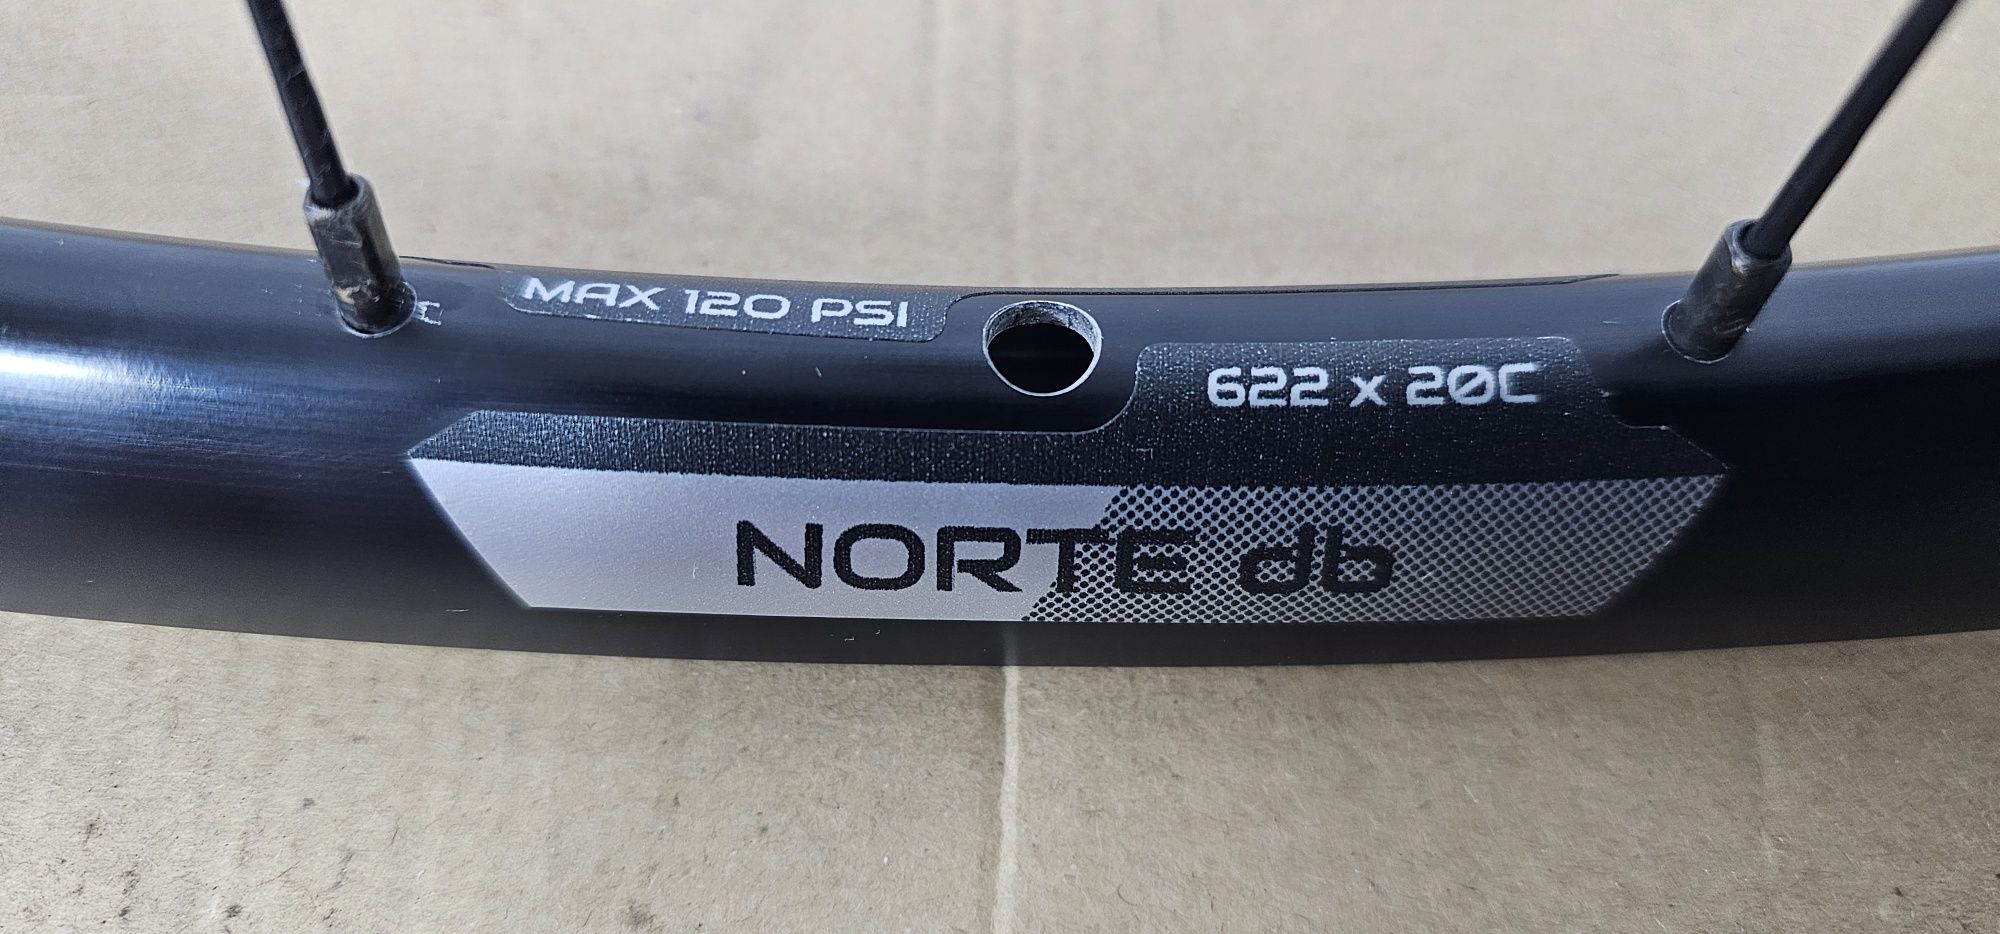 MAX 120 PSI
622 x 20C
NORTE db